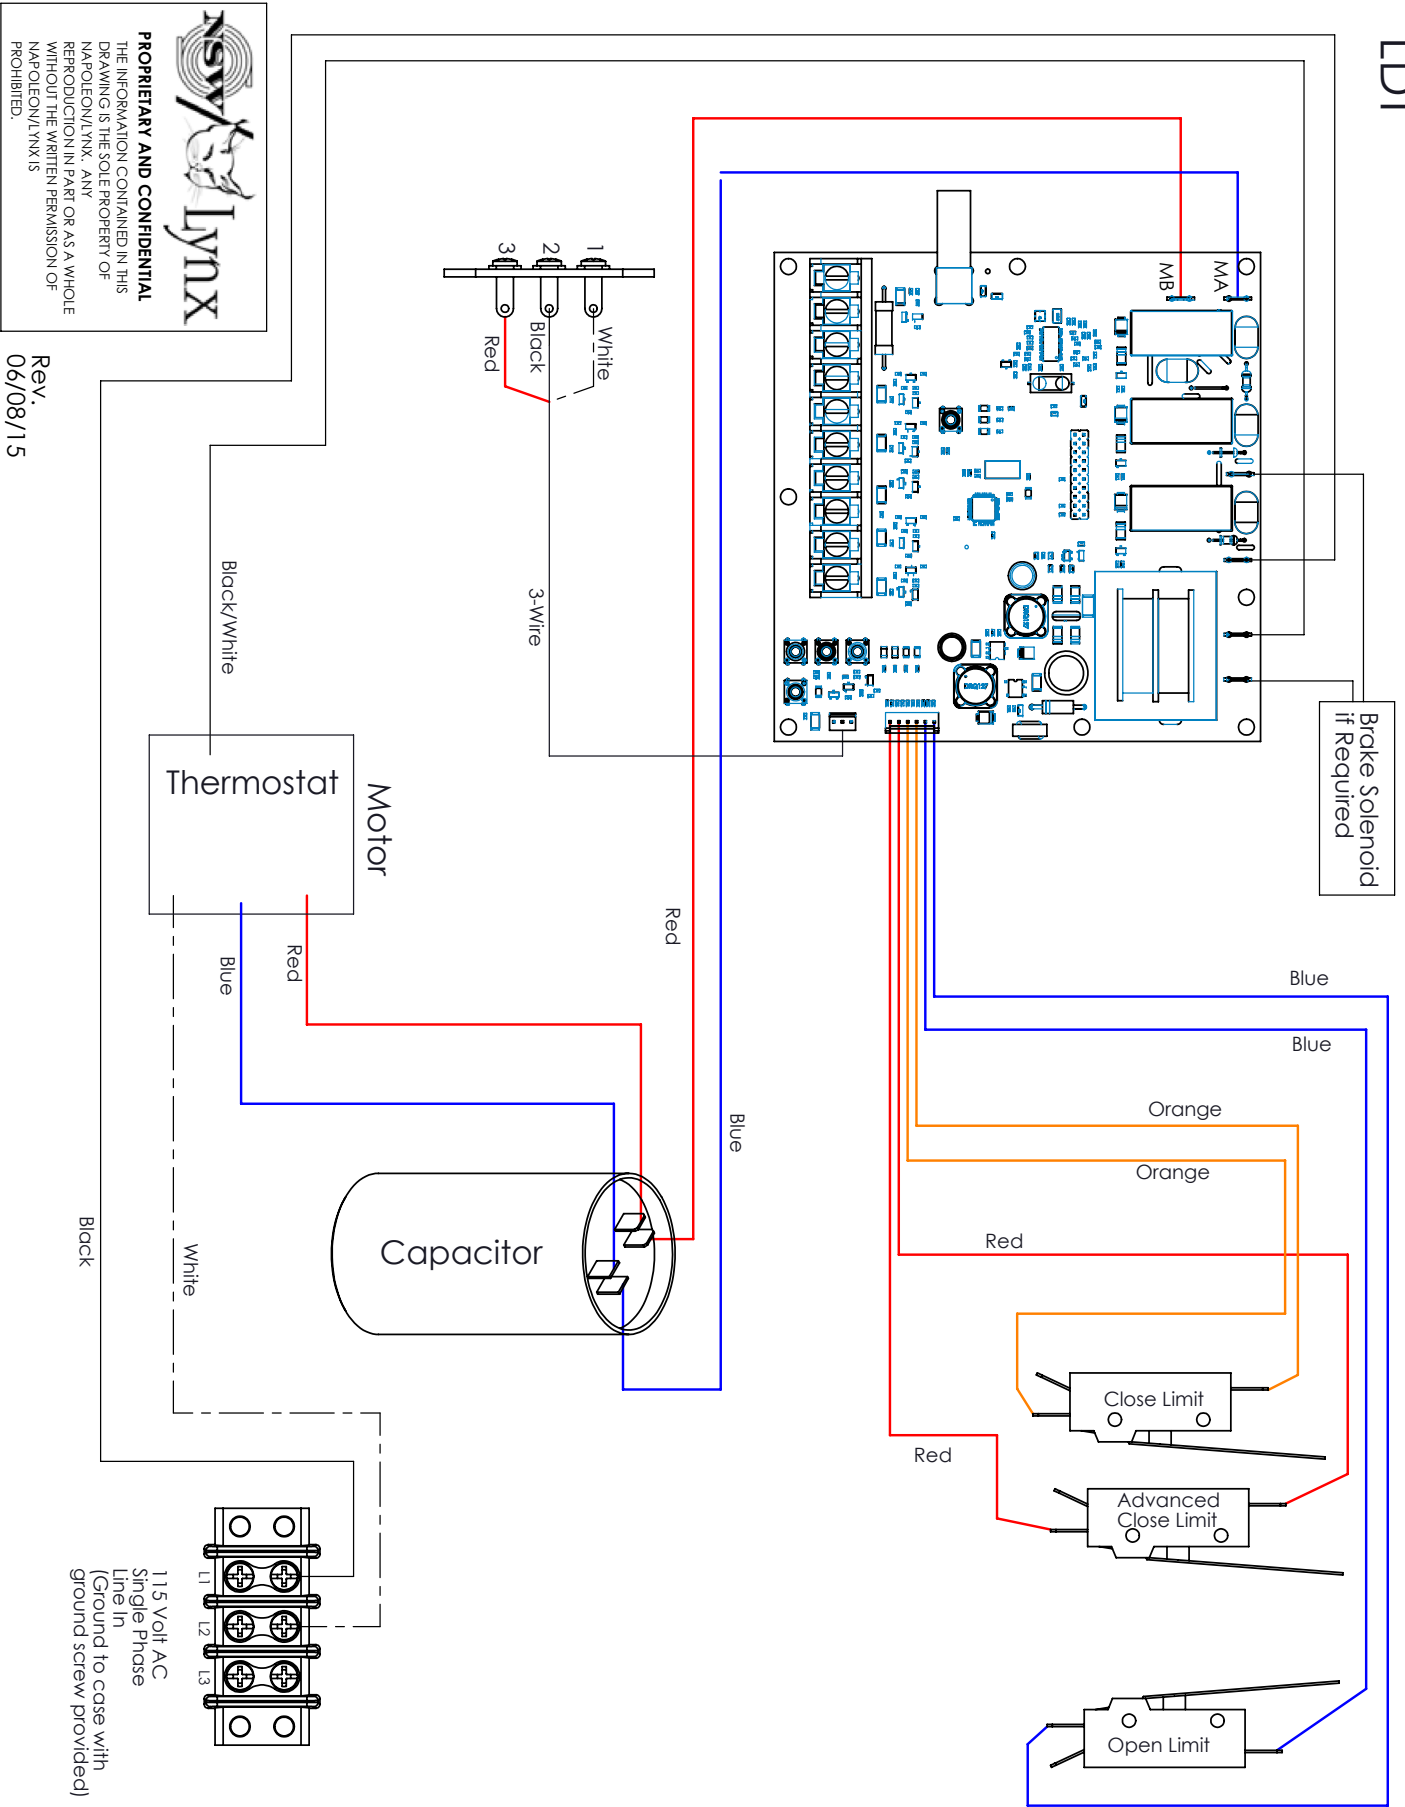 LDI
NSW
Lynx
PROPRIETARY AND CONFIDENTIAL
THE INFORMATION CONTAINED IN THIS
DRAWING IS THE SOLE PROPERTY OF
NAPOLEON/LYNX. ANY
REPRODUCTION IN PART OR AS A WHOLE
WITHOUT THE WRITTEN PERMISSION OF
NAPOLEON/LYNX IS
PROHIBITED.
Rev.
06/08/15
MA
MB
1
2
3
White
Black
Red
3-Wire
DRQ127
DRQ127
Brake Solenoid
if Required
Black/White
Thermostat
Motor
Red
Blue
Red
Blue
Blue
Blue
Orange
Orange
Red
Red
Capacitor
Black
White
Close Limit
Advanced
Close Limit
Open Limit
L1
L2
L3
115 Volt AC
Single Phase
Line In
(Ground to case with
ground screw provided)